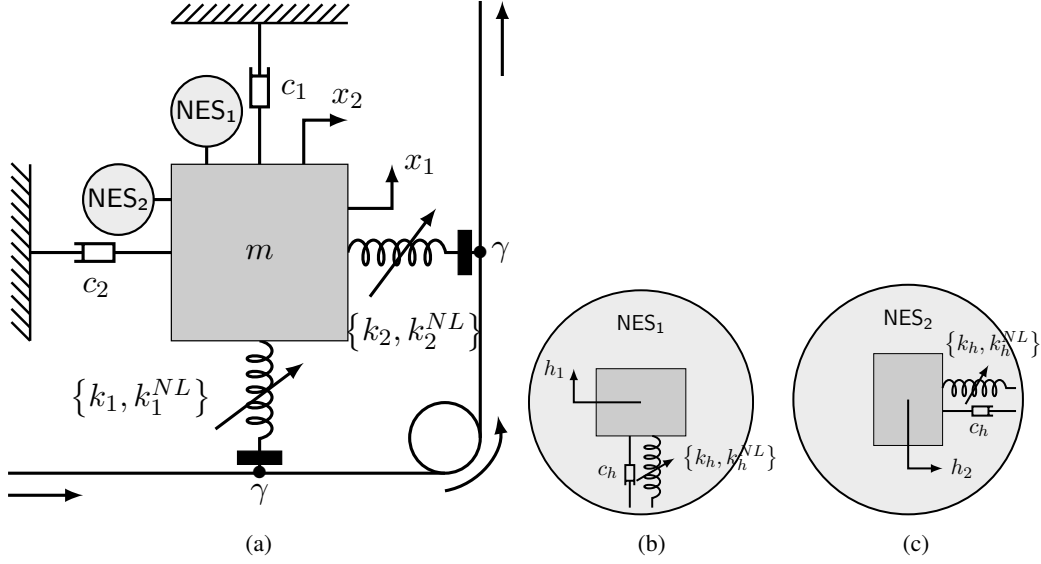 c₁
x₂
NES₁
x₁
NES₂
m
γ
c₂
{k₂, k₂ᴺᴸ}
{k₁, k₁ᴺᴸ}
γ
(a)
NES₁
h₁
cₕ
{kₕ, kₕᴺᴸ}
(b)
NES₂
{kₕ, kₕᴺᴸ}
cₕ
h₂
(c)